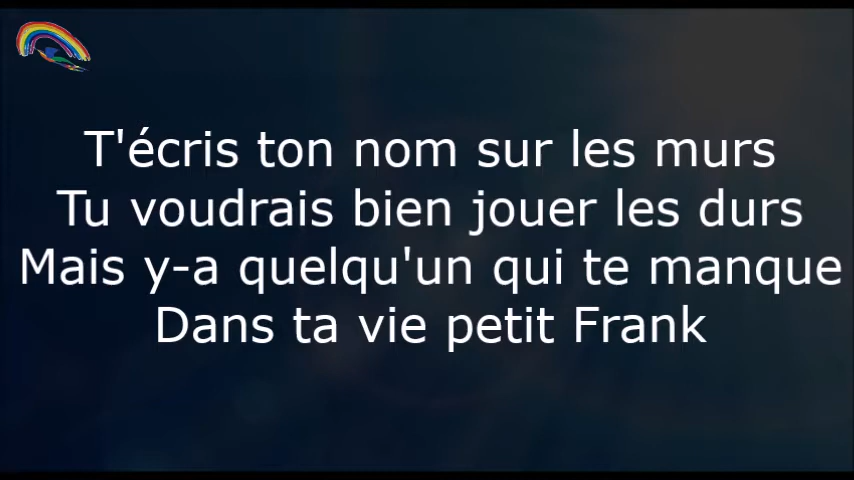 T'écris ton nom sur les murs
Tu voudrais bien jouer les durs
Mais y-a quelqu'un qui te manque
Dans ta vie petit Frank